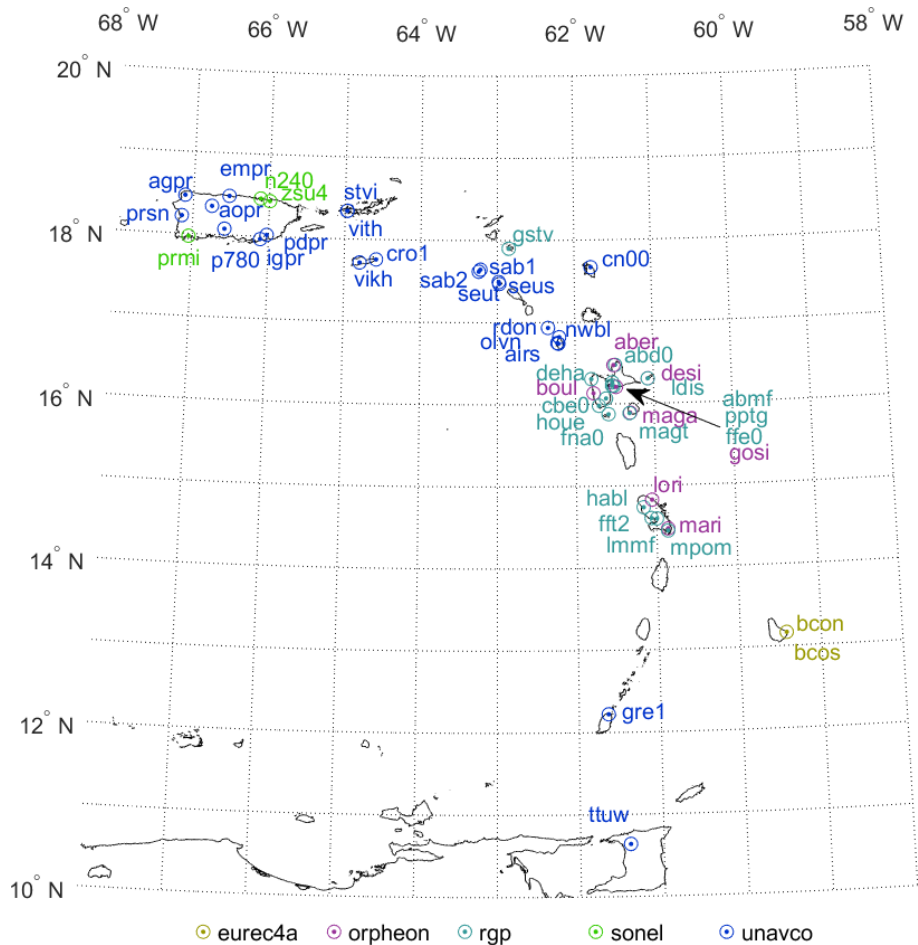 68° W 66° W 64° W 62° W 60° W 58° W
20° N
empr
agpr n240
zsu4 stvi
prsn aopr
vith gstv
18° N
prmi p780 igpr pdpr
vikh cro1
sab2 sab1 cn00
seut seus
rdon nwbl
olvn
airs
aber
abd0
deha desi
boul ldis
16° N
cbe0 maga abmf
houe magt pptg
fna0 ffe0
gosi
lori
habl
fft2 mari
lmmf mpom
14° N
bcon
bcos
12° N
gre1
ttuw
10° N
eurec4a orpheon rgp sonel unavco